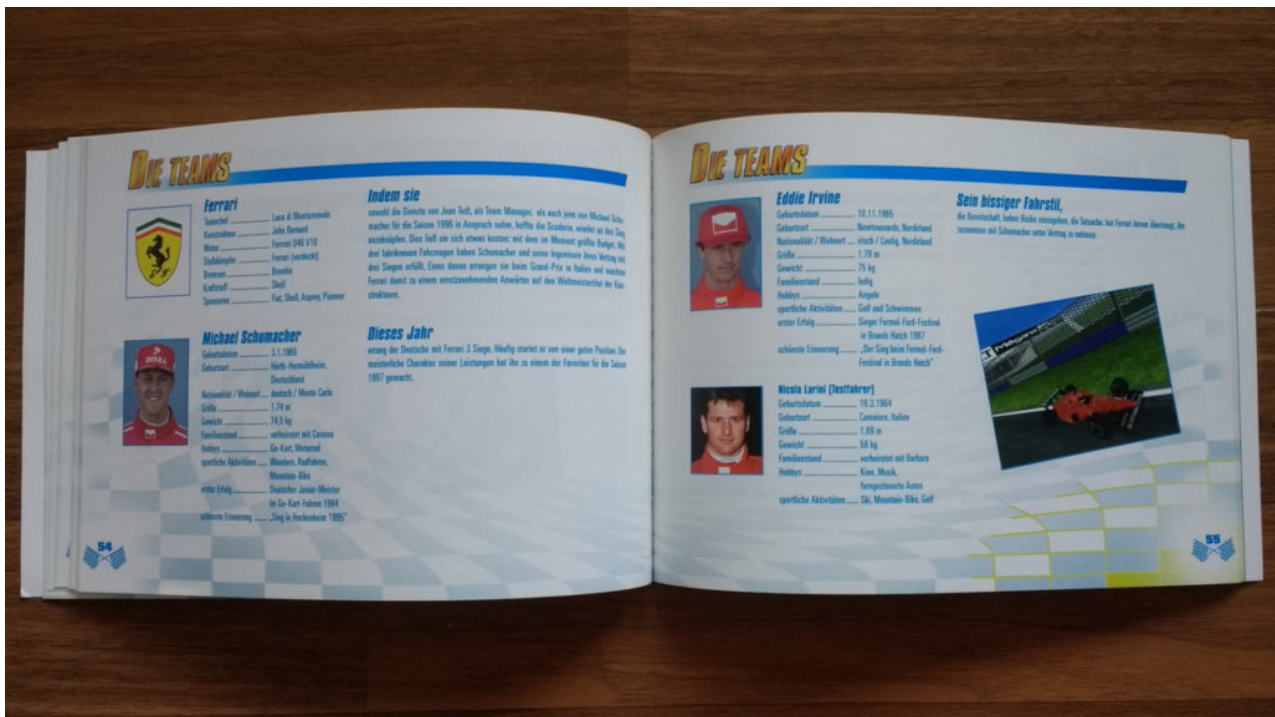 DIE TEAMS
Ferrari
Teamchef Luca di Montezemolo
Konstrukteur John Barnard
Motor Ferrari 046 V10
Stoßdämpfer Ferrari (verdeckt)
Bremsen Brembo
Kraftstoff Shell
Sponsoren Fiat, Shell, Asprey, Pioneer
Indem sie
sowohl die Dienste von Jean Todt, als Team Manager, als auch jene von Michael Schu-
macher für die Saison 1996 in Anspruch nahm, hoffte die Scuderia, wieder an den Sieg
anzuknüpfen. Dies ließ sie sich etwas kosten: mit dem im Moment größte Budget. Mit
drei fabrikneuen Fahrzeugen haben Schumacher und seine Ingenieure ihren Vertrag mit
drei Siegen erfüllt. Einen davon errangen sie beim Grand-Prix in Italien und machten
Ferrari damit zu einem ernstzunehmenden Anwärter auf den Weltmeistertitel der Kon-
strukteure.
Michael Schumacher
Geburtsdatum 3.1.1969
Geburtsort Hürth-Hermühlheim,
Deutschland
Nationalität / Wohnort deutsch / Monte Carlo
Größe 1,74 m
Gewicht 74,5 kg
Familienstand verheiratet mit Corinna
Hobbys Go-Kart, Motorrad
sportliche Aktivitäten Wandern, Radfahren,
Mountain-Bike
erster Erfolg Deutscher Junior-Meister
im Go-Kart-Fahren 1984
schönste Erinnerung „Sieg in Hockenheim 1995"
Dieses Jahr
errang der Deutsche mit Ferrari 3 Siege. Häufig startet er von einer guten Position. Der
meisterliche Charakter seiner Leistungen hat ihn zu einem der Favoriten für die Saison
1997 gemacht.
54
DIE TEAMS
Eddie Irvine
Geburtsdatum 10.11.1965
Geburtsort Newtownards, Nordirland
Nationalität / Wohnort irisch / Conlig, Nordirland
Größe 1.78 m
Gewicht 75 kg
Familienstand ledig
Hobbys Angeln
sportliche Aktivitäten Golf und Schwimmen
erster Erfolg Sieger Formel-Ford-Festival
in Brands Hatch 1987
schönste Erinnerung „Der Sieg beim Formel-Ford-
Festival in Brands Hatch"
Sein bissiger Fahrstil,
die Bereitschaft, hohes Risiko einzugehen, die Tatsache, hat Ferrari davon überzeugt, ihn
zusammen mit Schumacher unter Vertrag zu nehmen.
Nicola Larini [Testfahrer]
Geburtsdatum 19.3.1964
Geburtsort Camaiore, Italien
Größe 1.69 m
Gewicht 58 kg
Familienstand verheiratet mit Barbara
Hobbys Kino, Musik,
ferngesteuerte Autos
sportliche Aktivitäten Ski, Mountain-Bike, Golf
55